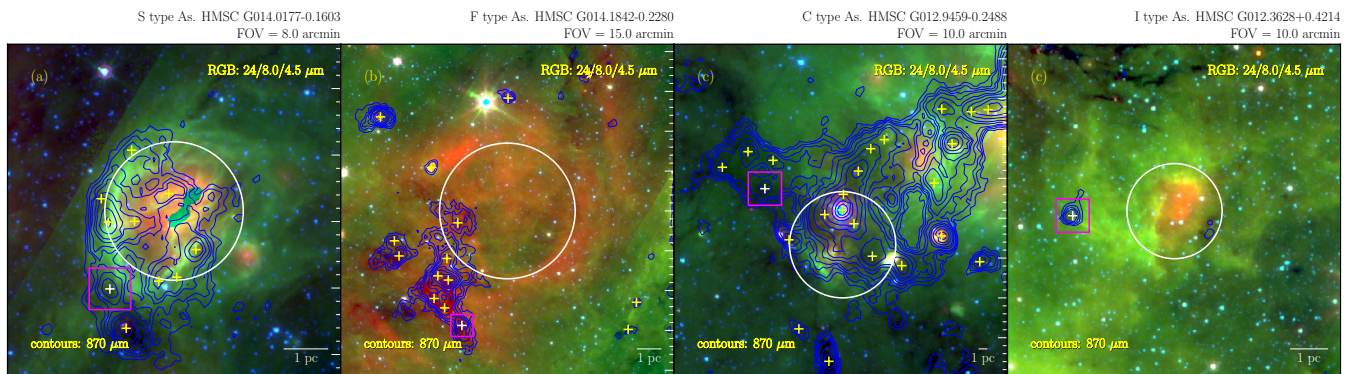 S type As. HMSC G014.0177-0.1603
FOV = 8.0 arcmin
(a)
RGB: 24/8.0/4.5 μm
contours: 870 μm
1 pc
F type As. HMSC G014.1842-0.2280
FOV = 15.0 arcmin
(b)
RGB: 24/8.0/4.5 μm
contours: 870 μm
1 pc
C type As. HMSC G012.9459-0.2488
FOV = 10.0 arcmin
(c)
RGB: 24/8.0/4.5 μm
contours: 870 μm
1 pc
I type As. HMSC G012.3628+0.4214
FOV = 10.0 arcmin
(c)
RGB: 24/8.0/4.5 μm
contours: 870 μm
1 pc